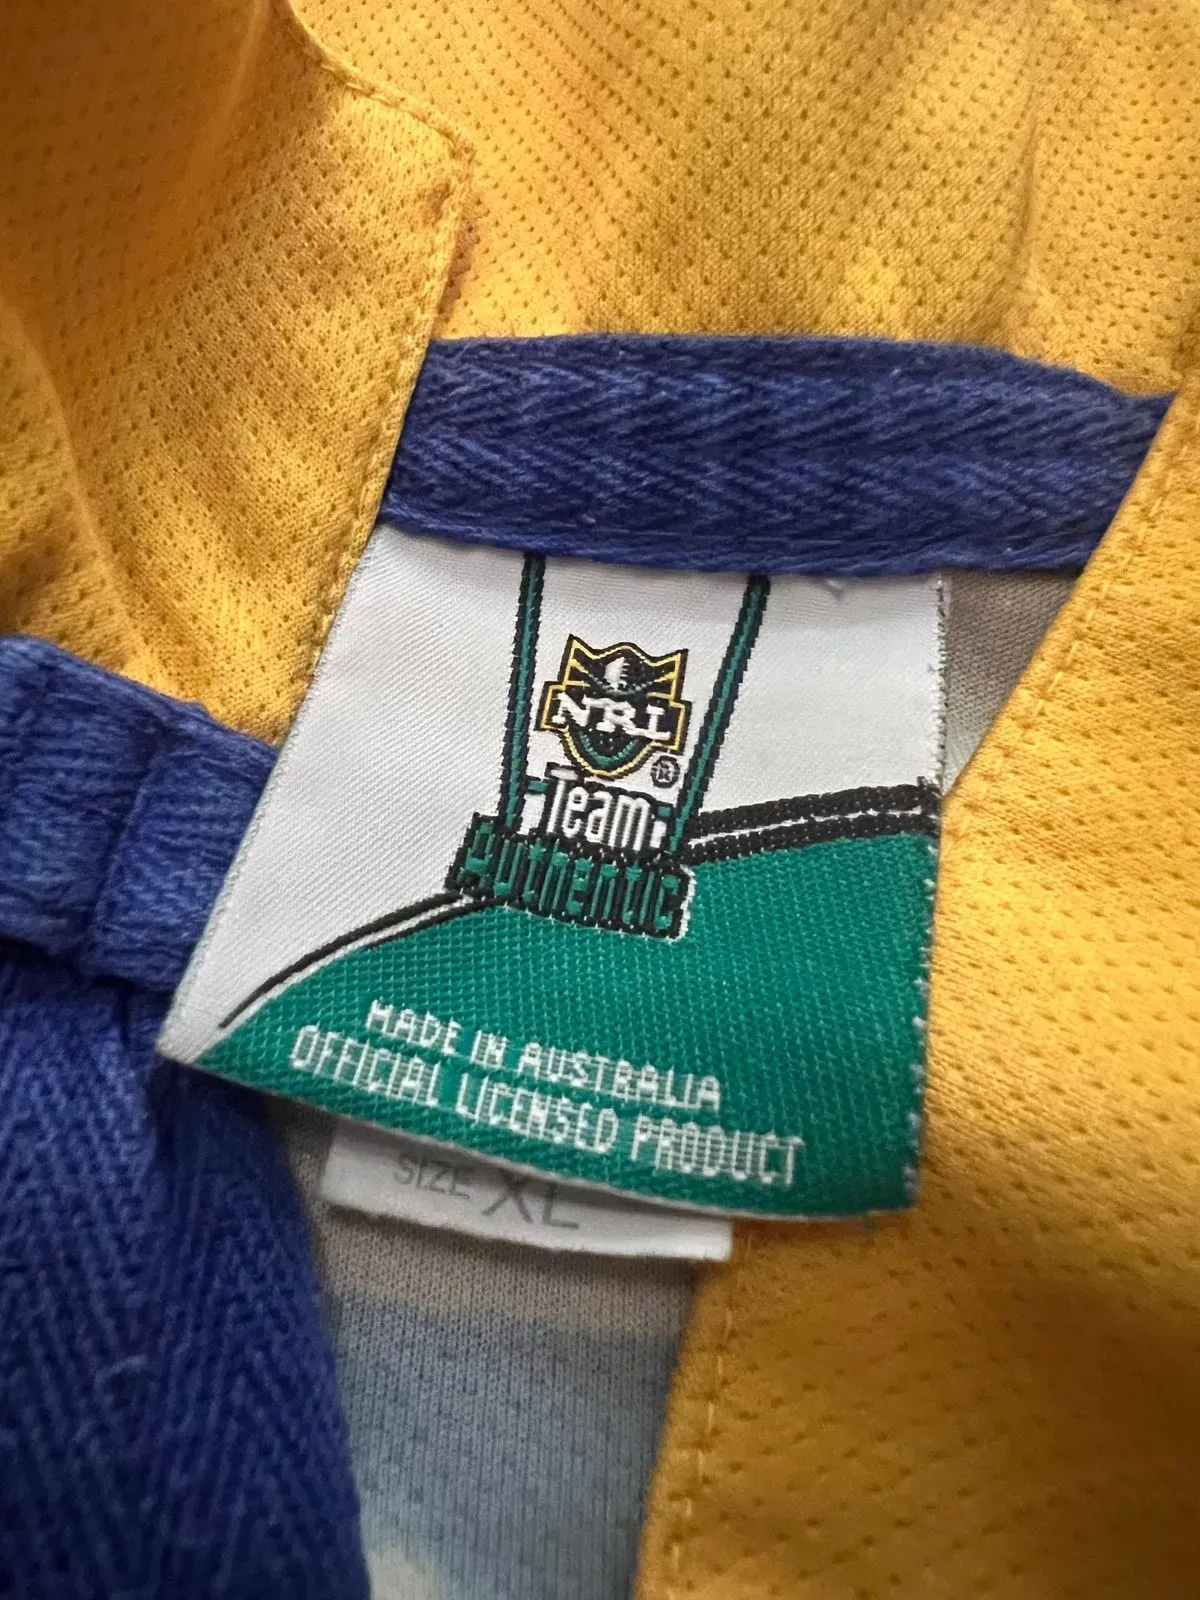 NRL
®
Team
AUTHENTIC
MADE IN AUSTRALIA
OFFICIAL LICENSED PRODUCT
SIZE XL